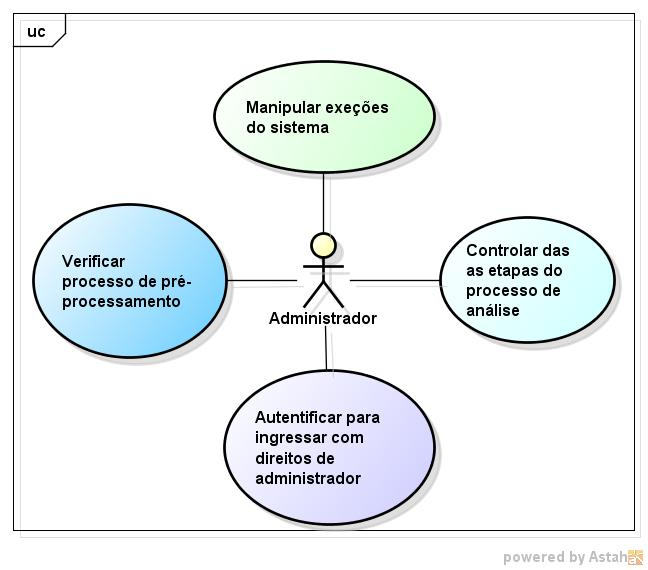 uc
Manipular exeções
do sistema
Verificar
processo de pré-
processamento
Controlar das
as etapas do
processo de
análise
Administrador
Autentificar para
ingressar com
direitos de
administrador
powered by Astah